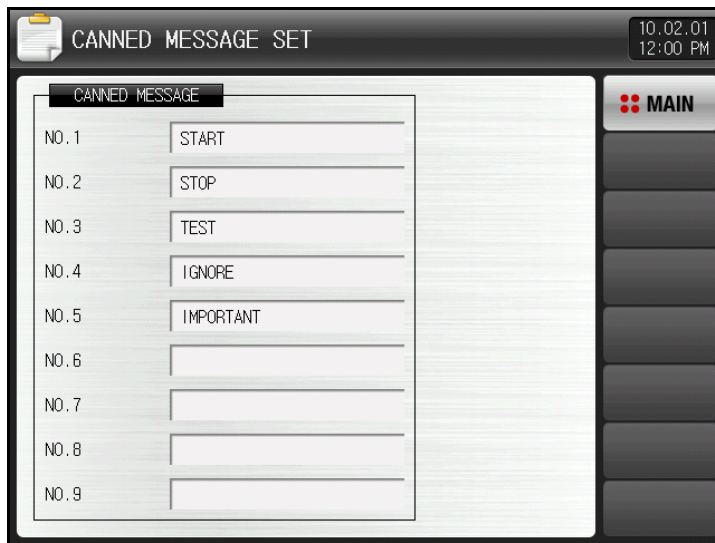 CANNED MESSAGE SET
10.02.01
12:00 PM
CANNED MESSAGE
MAIN
NO.1 START
NO.2 STOP
NO.3 TEST
NO.4 IGNORE
NO.5 IMPORTANT
NO.6
NO.7
NO.8
NO.9